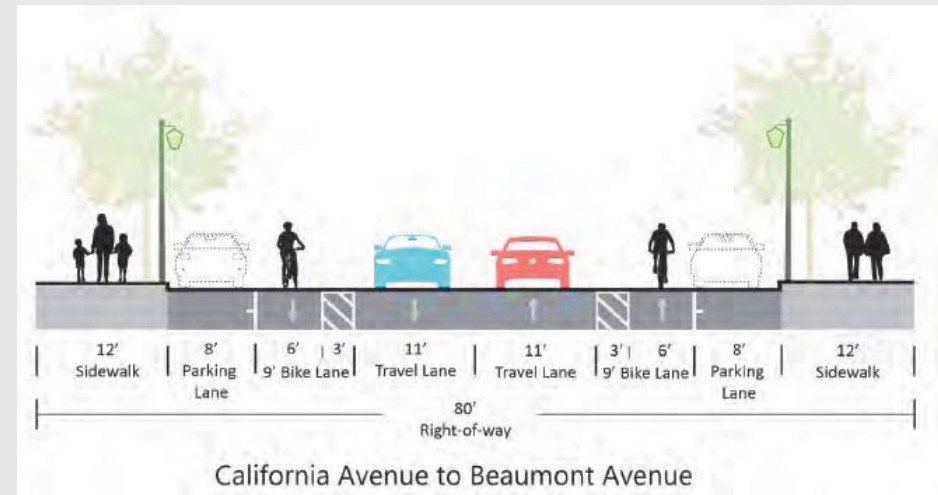 12' 8' 6' 3' 11' 11' 3' 6' 8' 12'
Sidewalk Parking 9' Bike Lane Travel Lane Travel Lane 9' Bike Lane Parking Sidewalk
Lane Lane
80'
Right-of-way
California Avenue to Beaumont Avenue